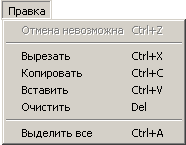 Правка
Отмена невозможна Ctrl+Z
Вырезать Ctrl+X
Копировать Ctrl+C
Вставить Ctrl+V
Очистить Del
Выделить все Ctrl+A